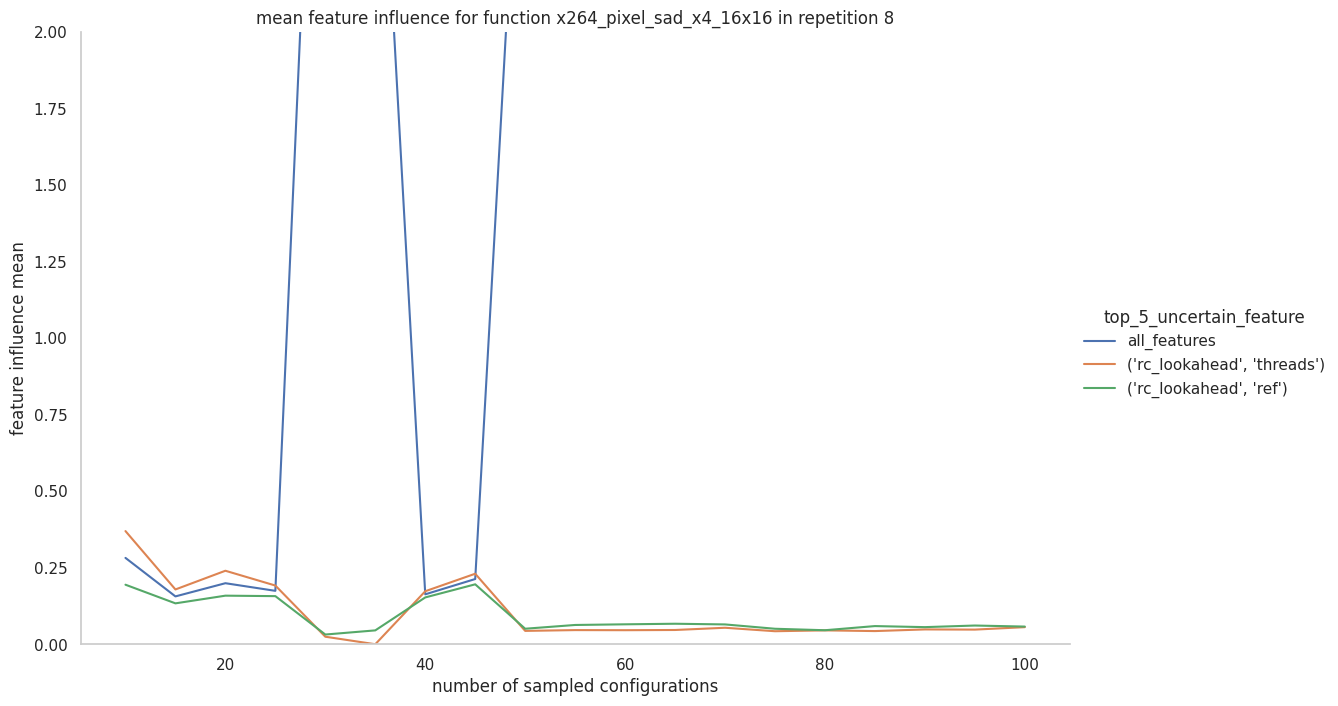 mean feature influence for function x264_pixel_sad_x4_16x16 in repetition 8
2.00
1.75
1.50
1.25
1.00
0.75
0.50
0.25
0.00
feature influence mean
20
40
60
80
100
number of sampled configurations
top_5_uncertain_feature
all_features
('rc_lookahead', 'threads')
('rc_lookahead', 'ref')